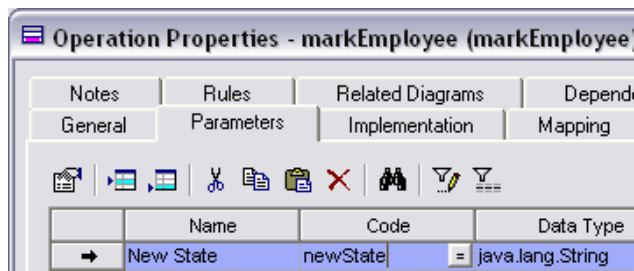 Operation Properties - markEmployee (markEmployee)
Notes Rules Related Diagrams Depend
General Parameters Implementation Mapping
Name Code Data Type
New State newState = java.lang.String